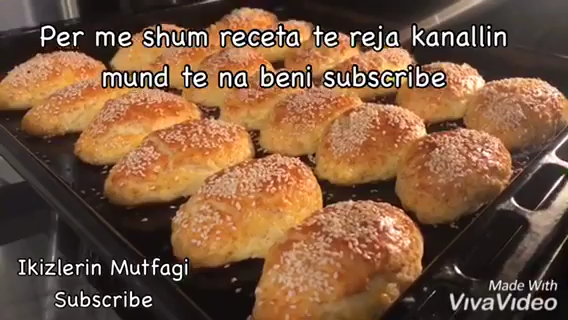 Per me shum receta te reja kanallin
mund te na beni subscribe
Ikizlerin Mutfagi
Subscribe
Made With
VivaVideo